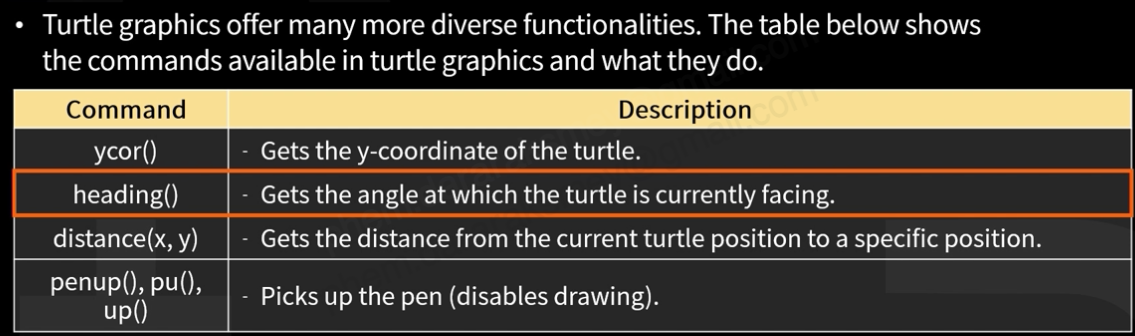 • Turtle graphics offer many more diverse functionalities. The table below shows
the commands available in turtle graphics and what they do.
Command Description
ycor() - Gets the y-coordinate of the turtle.
heading() - Gets the angle at which the turtle is currently facing.
distance(x, y) - Gets the distance from the current turtle position to a specific position.
penup(), pu(),
up() - Picks up the pen (disables drawing).